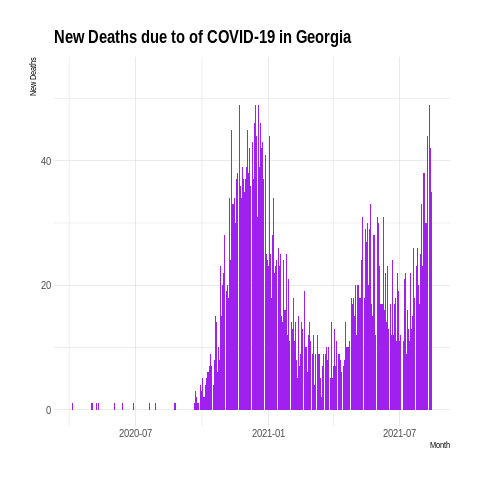 New Deaths due to of COVID-19 in Georgia
New Deaths
40
20
0
2020-07 2021-01 2021-07
Month